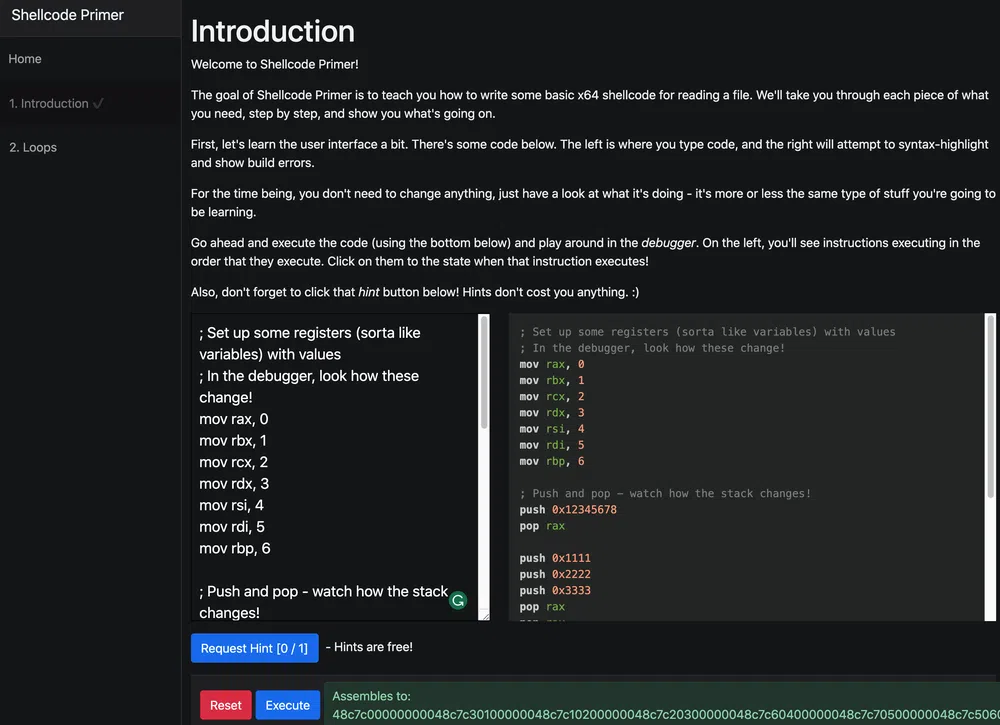 Shellcode Primer
Home
1. Introduction ✓
2. Loops
Introduction
Welcome to Shellcode Primer!
The goal of Shellcode Primer is to teach you how to write some basic x64 shellcode for reading a file. We'll take you through each piece of what
you need, step by step, and show you what's going on.
First, let's learn the user interface a bit. There's some code below. The left is where you type code, and the right will attempt to syntax-highlight
and show build errors.
For the time being, you don't need to change anything, just have a look at what it's doing - it's more or less the same type of stuff you're going to
be learning.
Go ahead and execute the code (using the bottom below) and play around in the debugger. On the left, you'll see instructions executing in the
order that they execute. Click on them to the state when that instruction executes!
Also, don't forget to click that hint button below! Hints don't cost you anything. :)
; Set up some registers (sorta like
variables) with values
; In the debugger, look how these
change!
mov rax, 0
mov rbx, 1
mov rcx, 2
mov rdx, 3
mov rsi, 4
mov rdi, 5
mov rbp, 6
; Push and pop - watch how the stack
changes!
; Set up some registers (sorta like variables) with values
; In the debugger, look how these change!
mov rax, 0
mov rbx, 1
mov rcx, 2
mov rdx, 3
mov rsi, 4
mov rdi, 5
mov rbp, 6
; Push and pop - watch how the stack changes!
push 0x12345678
pop rax
push 0x1111
push 0x2222
push 0x3333
pop rax
Request Hint [0 / 1]
- Hints are free!
Reset
Execute
Assembles to:
48c7c00000000048c7c30100000048c7c10200000048c7c20300000048c7c60400000048c7c70500000048c7c506